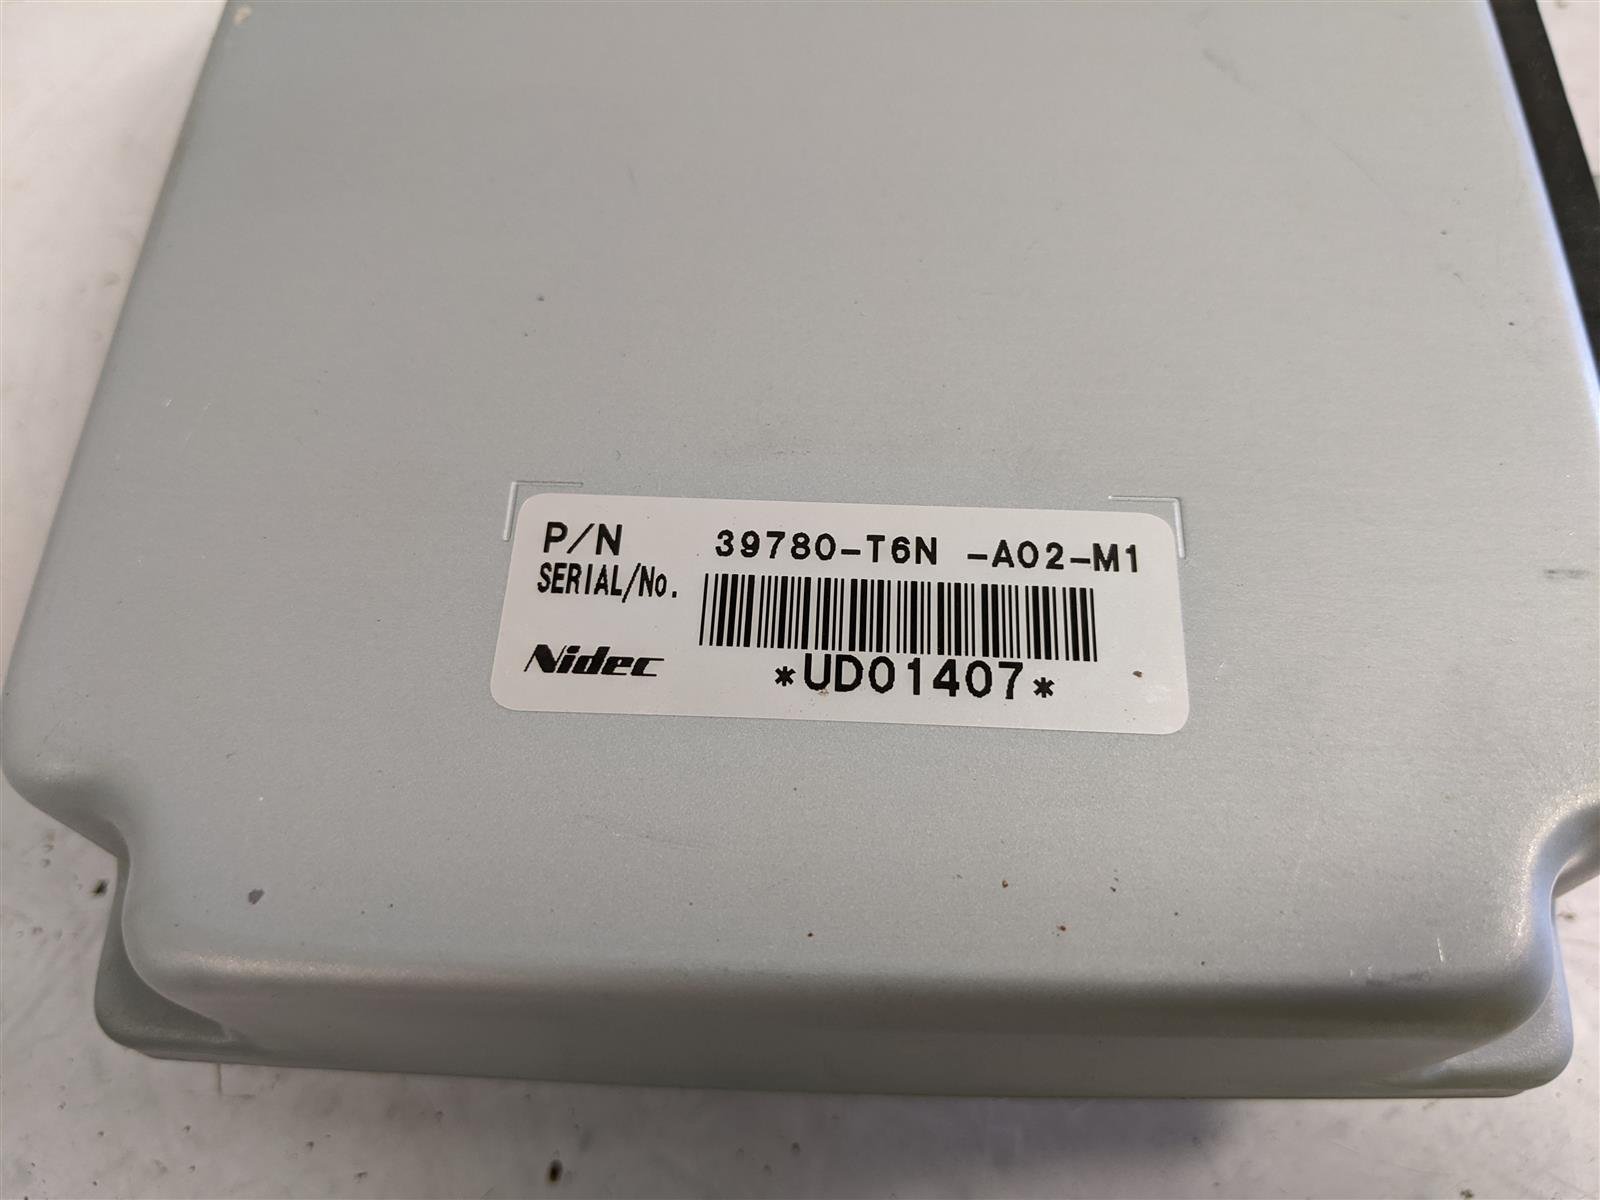 P/N 39780-T6N -A02-M1
SERIAL/No.
*UD01407*
Nidec